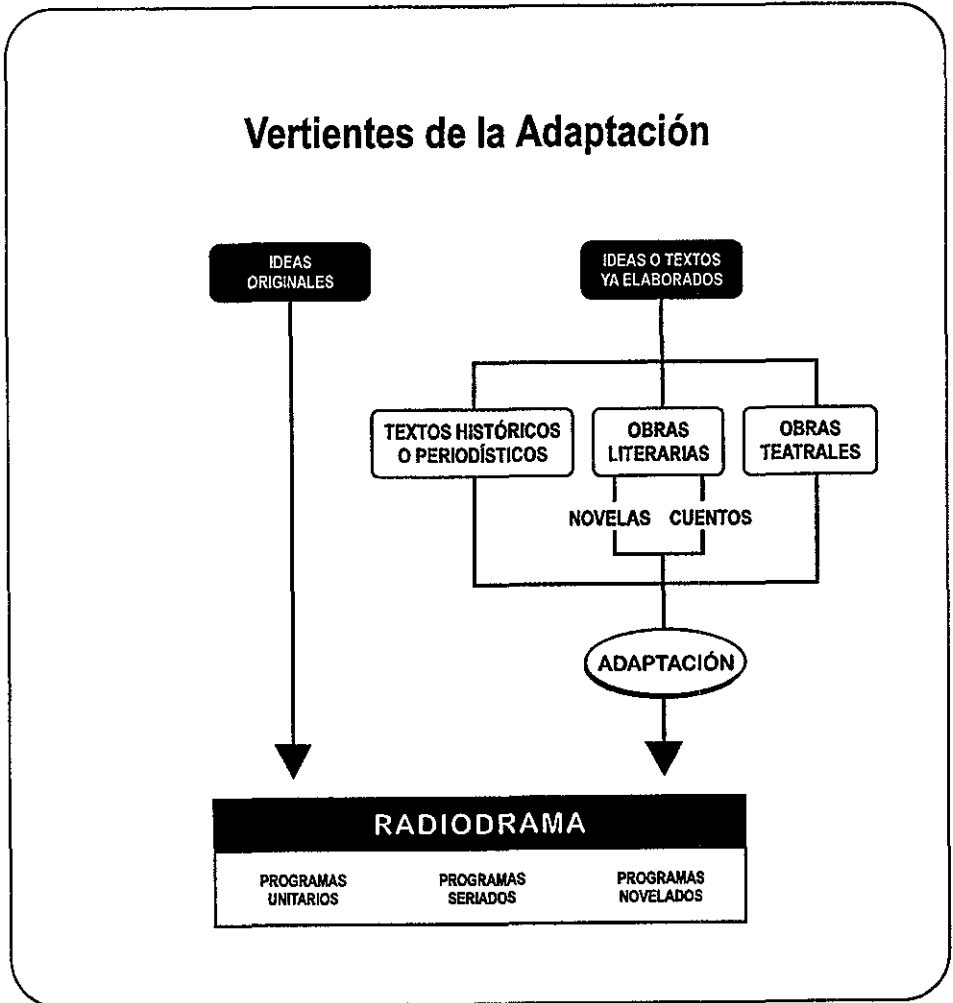 Vertientes de la Adaptación
IDEAS
ORIGINALES
IDEAS O TEXTOS
YA ELABORADOS
TEXTOS HISTÓRICOS
O PERIODÍSTICOS
OBRAS
LITERARIAS
OBRAS
TEATRALES
NOVELAS CUENTOS
ADAPTACIÓN
RADIODRAMA
PROGRAMAS
UNITARIOS
PROGRAMAS
SERIADOS
PROGRAMAS
NOVELADOS